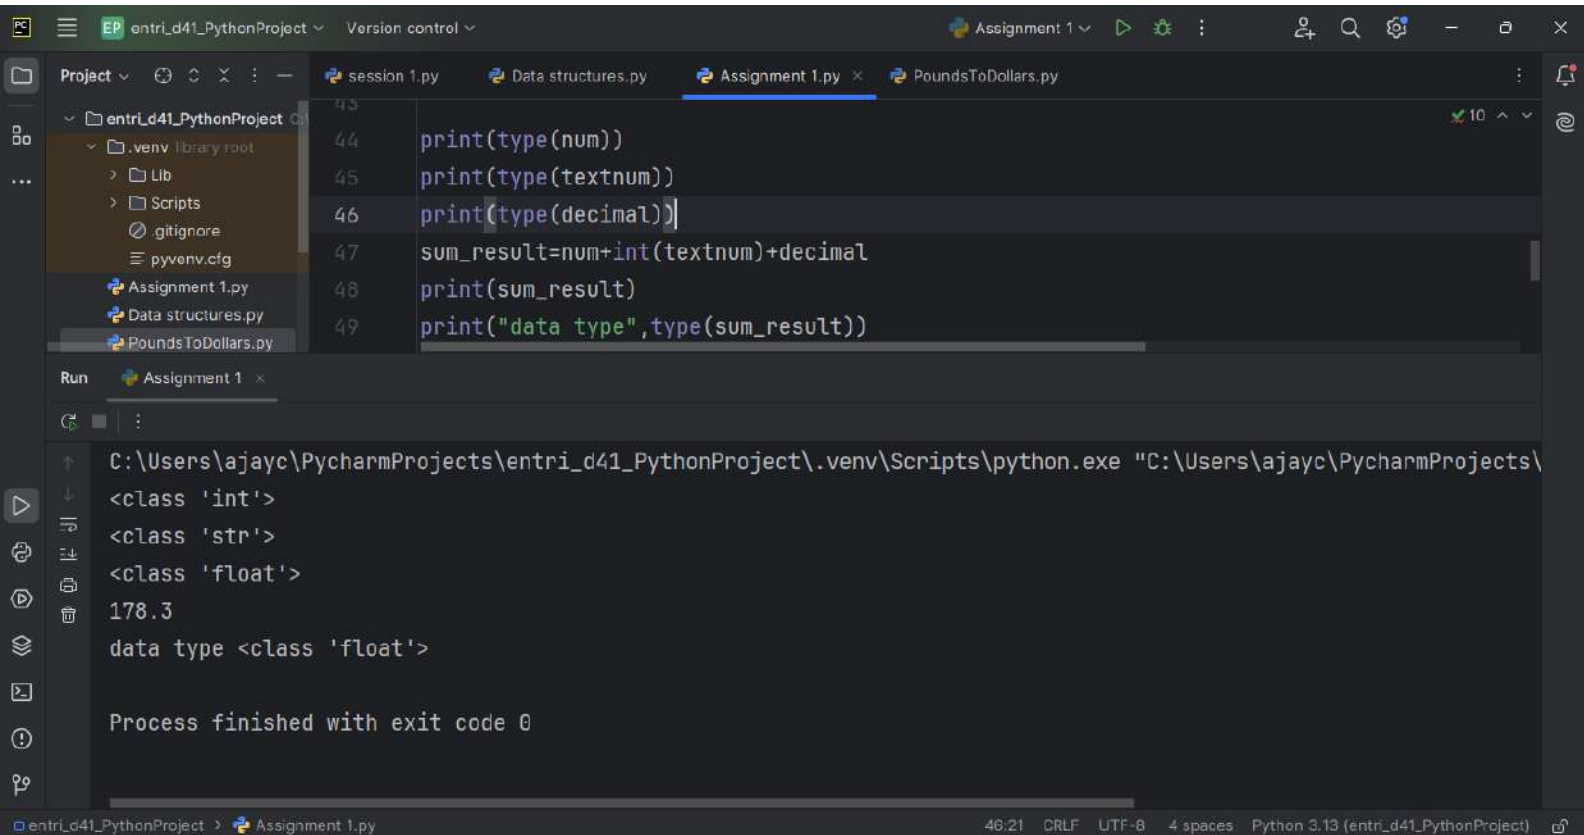 PC EP entri_d41_PythonProject Version control Assignment 1
Project session 1.py Data structures.py Assignment 1.py PoundsToDollars.py
entri_d41_PythonProject
.venv library root
Lib
Scripts
.gitignore
pyvenv.cfg
Assignment 1.py
Data structures.py
PoundsToDollars.py
43
44 print(type(num))
45 print(type(textnum))
46 print(type(decimal))
47 sum_result=num+int(textnum)+decimal
48 print(sum_result)
49 print("data type",type(sum_result))
10
Run Assignment 1
C:\Users\ajayc\PycharmProjects\entri_d41_PythonProject\.venv\Scripts\python.exe "C:\Users\ajayc\PycharmProjects\
<class 'int'>
<class 'str'>
<class 'float'>
178.3
data type <class 'float'>
Process finished with exit code 0
entri_d41_PythonProject > Assignment 1.py 46:21 CRLF UTF-8 4 spaces Python 3.13 (entri_d41_PythonProject)